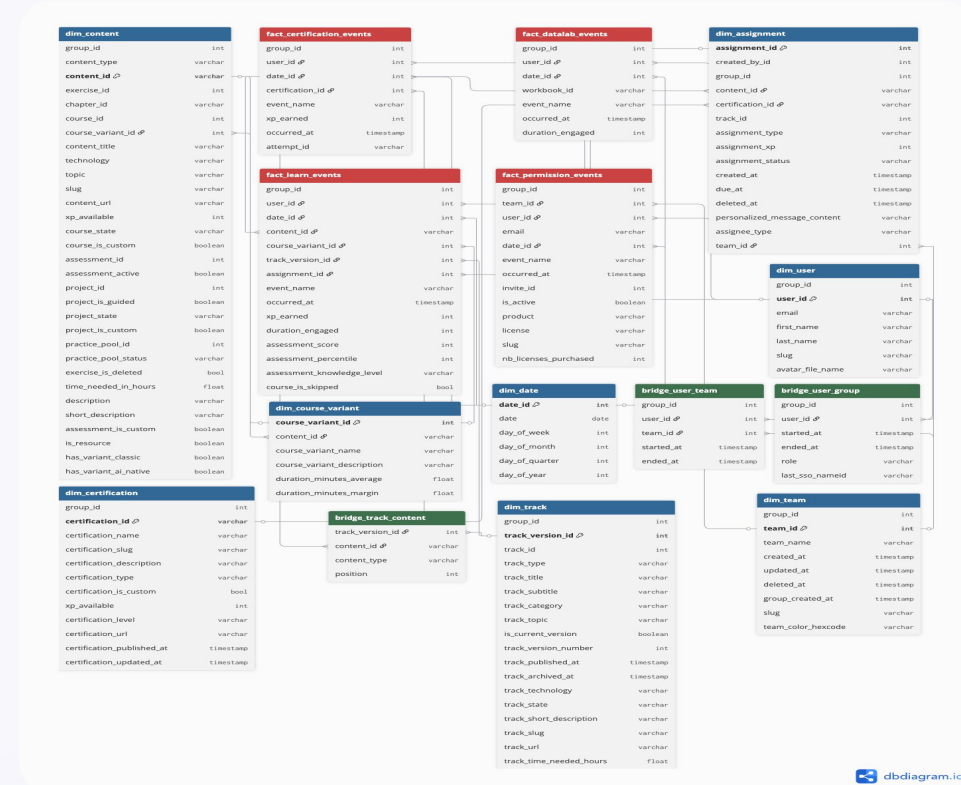 dim_content
group_id int
content_type varchar
content_id varchar
exercise_id int
chapter_id varchar
course_id int
course_variant_id int
content_title varchar
technology varchar
topic varchar
slug varchar
content_url varchar
xp_available int
course_state varchar
course_is_custom boolean
assessment_id int
assessment_active boolean
project_id int
project_is_guided boolean
project_state varchar
project_is_custom boolean
practice_pool_id int
practice_pool_status varchar
exercise_is_deleted bool
time_needed_in_hours float
description varchar
short_description varchar
assessment_is_custom boolean
is_resource boolean
has_variant_classic boolean
has_variant_ai_native boolean
dim_certification
group_id int
certification_id varchar
certification_name varchar
certification_slug varchar
certification_description varchar
certification_type varchar
certification_is_custom bool
xp_available int
certification_level varchar
certification_url varchar
certification_published_at timestamp
certification_updated_at timestamp
fact_certification_events
group_id int
user_id int
date_id int
certification_id int
event_name varchar
xp_earned int
occurred_at timestamp
attempt_id varchar
fact_learn_events
group_id int
user_id int
date_id int
content_id varchar
course_variant_id int
track_version_id int
assignment_id int
event_name varchar
occurred_at timestamp
xp_earned int
duration_engaged int
assessment_score int
assessment_percentile int
assessment_knowledge_level varchar
course_is_skipped bool
dim_course_variant
course_variant_id int
content_id varchar
course_variant_name varchar
course_variant_description varchar
duration_minutes_average float
duration_minutes_margin float
bridge_track_content
track_version_id int
content_id varchar
content_type varchar
position int
fact_datalab_events
group_id int
user_id int
date_id int
workbook_id varchar
event_name varchar
occurred_at timestamp
duration_engaged int
fact_permission_events
group_id int
team_id int
user_id int
email varchar
date_id int
event_name varchar
occurred_at timestamp
invite_id int
is_active boolean
product varchar
license varchar
slug varchar
nb_licenses_purchased int
dim_date
date_id int
date date
day_of_week int
day_of_month int
day_of_quarter int
day_of_year int
bridge_user_team
group_id int
user_id int
team_id int
started_at timestamp
ended_at timestamp
dim_track
group_id int
track_version_id int
track_id int
track_type varchar
track_title varchar
track_subtitle varchar
track_category varchar
track_topic varchar
is_current_version boolean
track_version_number int
track_published_at timestamp
track_archived_at timestamp
track_technology varchar
track_state varchar
track_short_description varchar
track_slug varchar
track_url varchar
track_time_needed_hours float
dim_assignment
assignment_id int
created_by_id int
group_id int
content_id varchar
certification_id varchar
track_id int
assignment_type varchar
assignment_xp int
assignment_status varchar
created_at timestamp
due_at timestamp
deleted_at timestamp
personalized_message_content varchar
assignee_type varchar
team_id int
dim_user
group_id int
user_id int
email varchar
first_name varchar
last_name varchar
slug varchar
avatar_file_name varchar
bridge_user_group
group_id int
user_id int
started_at timestamp
ended_at timestamp
role varchar
last_sso_nameid varchar
dim_team
group_id int
team_id int
team_name varchar
created_at timestamp
updated_at timestamp
deleted_at timestamp
group_created_at timestamp
slug varchar
team_color_hexcode varchar
dbdiagram.io